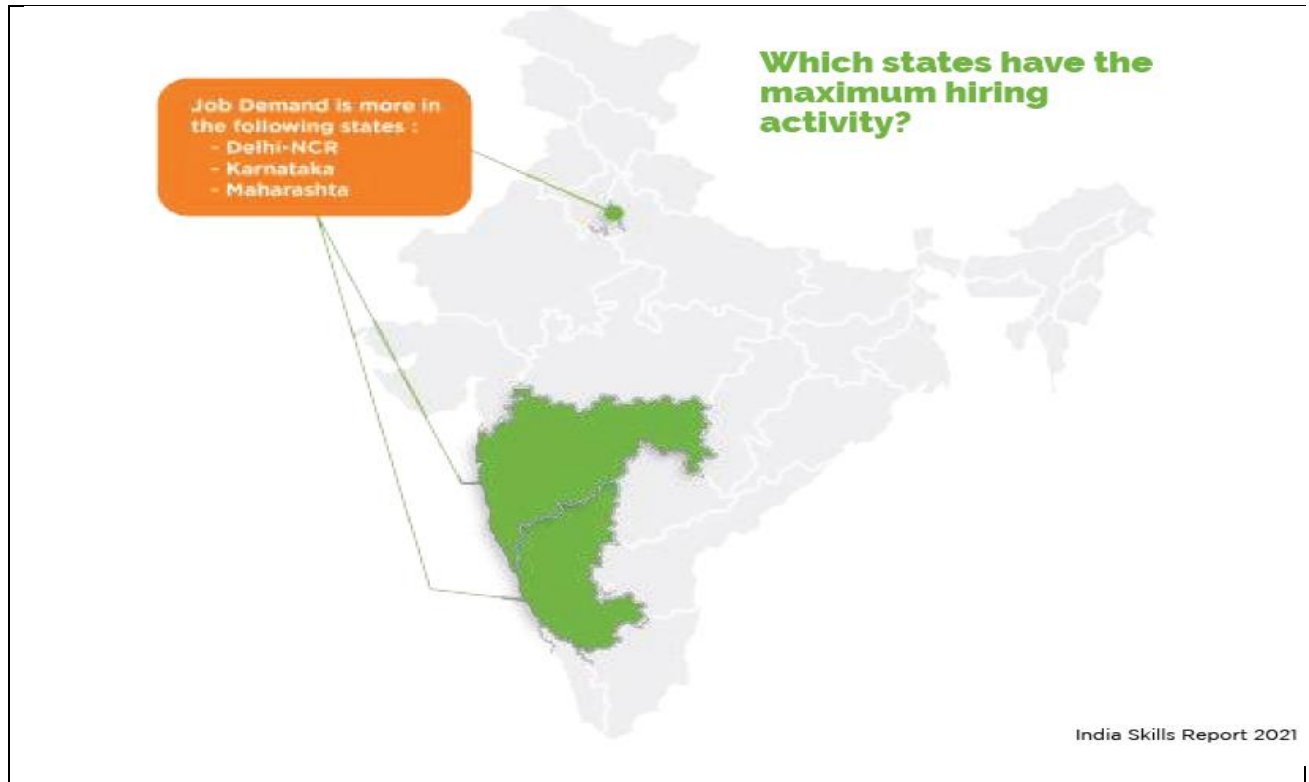 Which states have the
maximum hiring
activity?
Job Demand is more in
the following states :
- Delhi-NCR
- Karnataka
- Maharashta
India Skills Report 2021